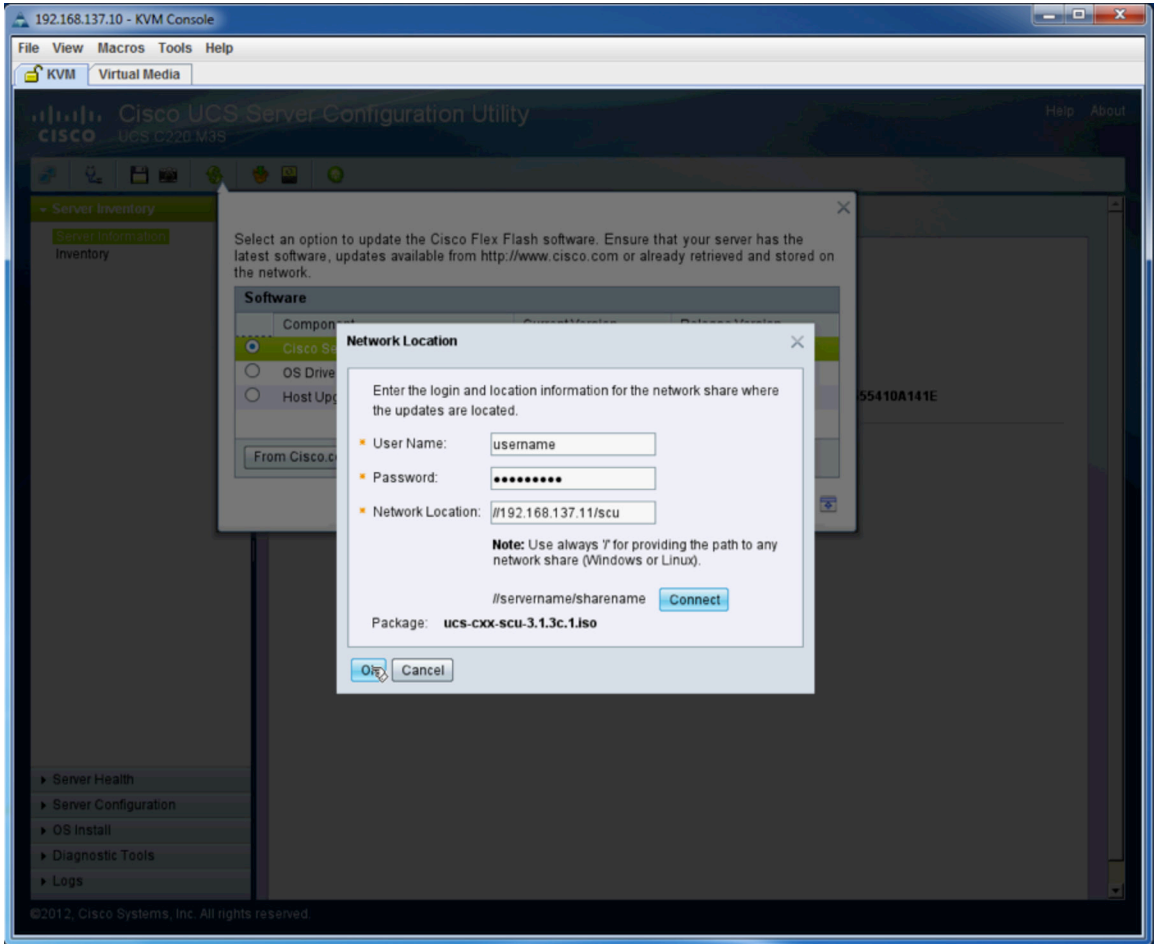 192.168.137.10 - KVM Console
File View Macros Tools Help
KVM Virtual Media
CISCO
Cisco UCS Server Configuration Utility
UCS C220 M3S
Help About
Server Inventory
Server Information
Inventory
Select an option to update the Cisco Flex Flash software. Ensure that your server has the
latest software, updates available from http://www.cisco.com or already retrieved and stored on
the network.
Software
Component Current Version Release Version
Cisco Se
OS Drive
Host Upg
55410A141E
From Cisco.c
Network Location
Enter the login and location information for the network share where
the updates are located.
* User Name: username
* Password: •••••••••
* Network Location: //192.168.137.11/scu
Note: Use always '/' for providing the path to any
network share (Windows or Linux).
//servername/sharename Connect
Package: ucs-cxx-scu-3.1.3c.1.iso
Cancel
Server Health
Server Configuration
OS Install
Diagnostic Tools
Logs
©2012, Cisco Systems, Inc. All rights reserved.